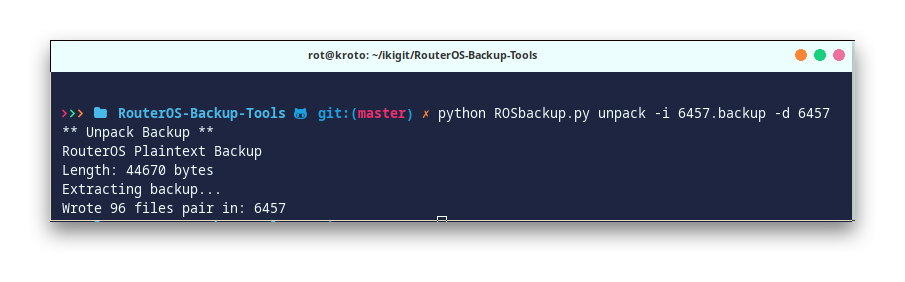 rot@kroto: ~/ikigit/RouterOS-Backup-Tools
››› RouterOS-Backup-Tools git:(master) ✗ python ROSbackup.py unpack -i 6457.backup -d 6457
** Unpack Backup **
RouterOS Plaintext Backup
Length: 44670 bytes
Extracting backup...
Wrote 96 files pair in: 6457